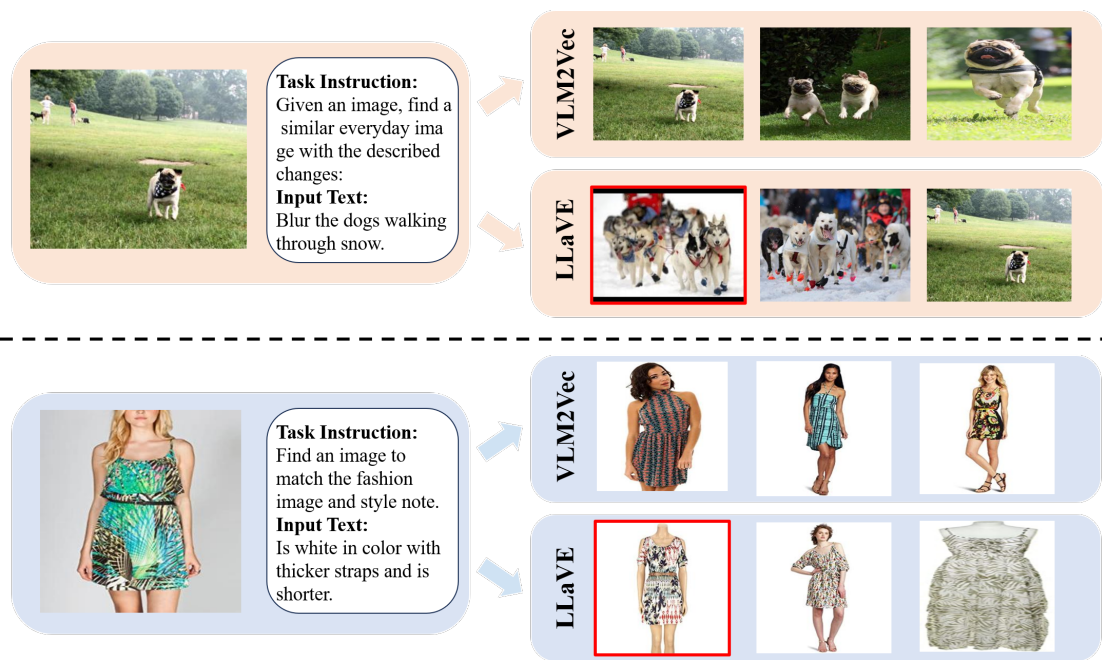 Task Instruction:
Given an image, find a
similar everyday ima
ge with the described
changes:
Input Text:
Blur the dogs walking
through snow.
VLM2Vec
LLaVE
Task Instruction:
Find an image to
match the fashion
image and style note.
Input Text:
Is white in color with
thicker straps and is
shorter.
VLM2Vec
LLaVE